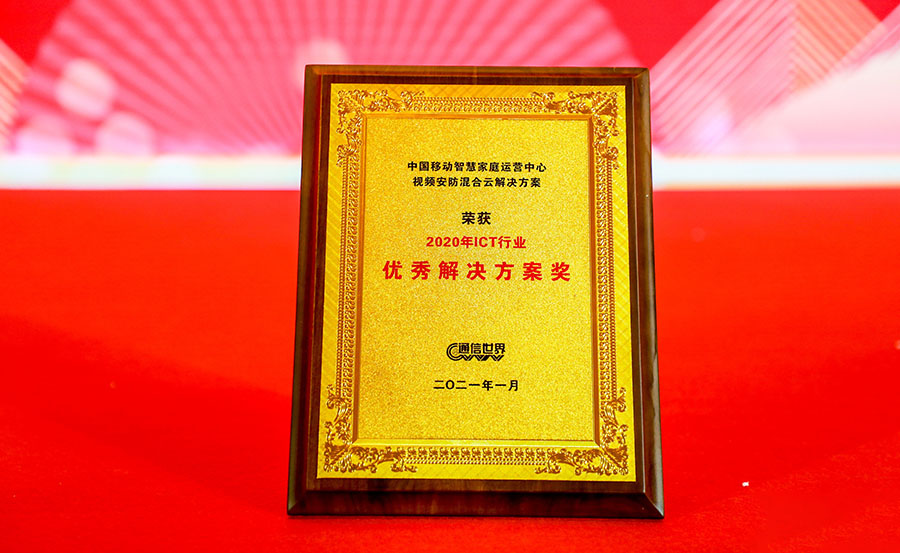 中国移动智慧家庭运营中心
视频安防混合云解决方案
荣获
2020年ICT行业
优秀解决方案奖
通信世界
二〇二一年一月